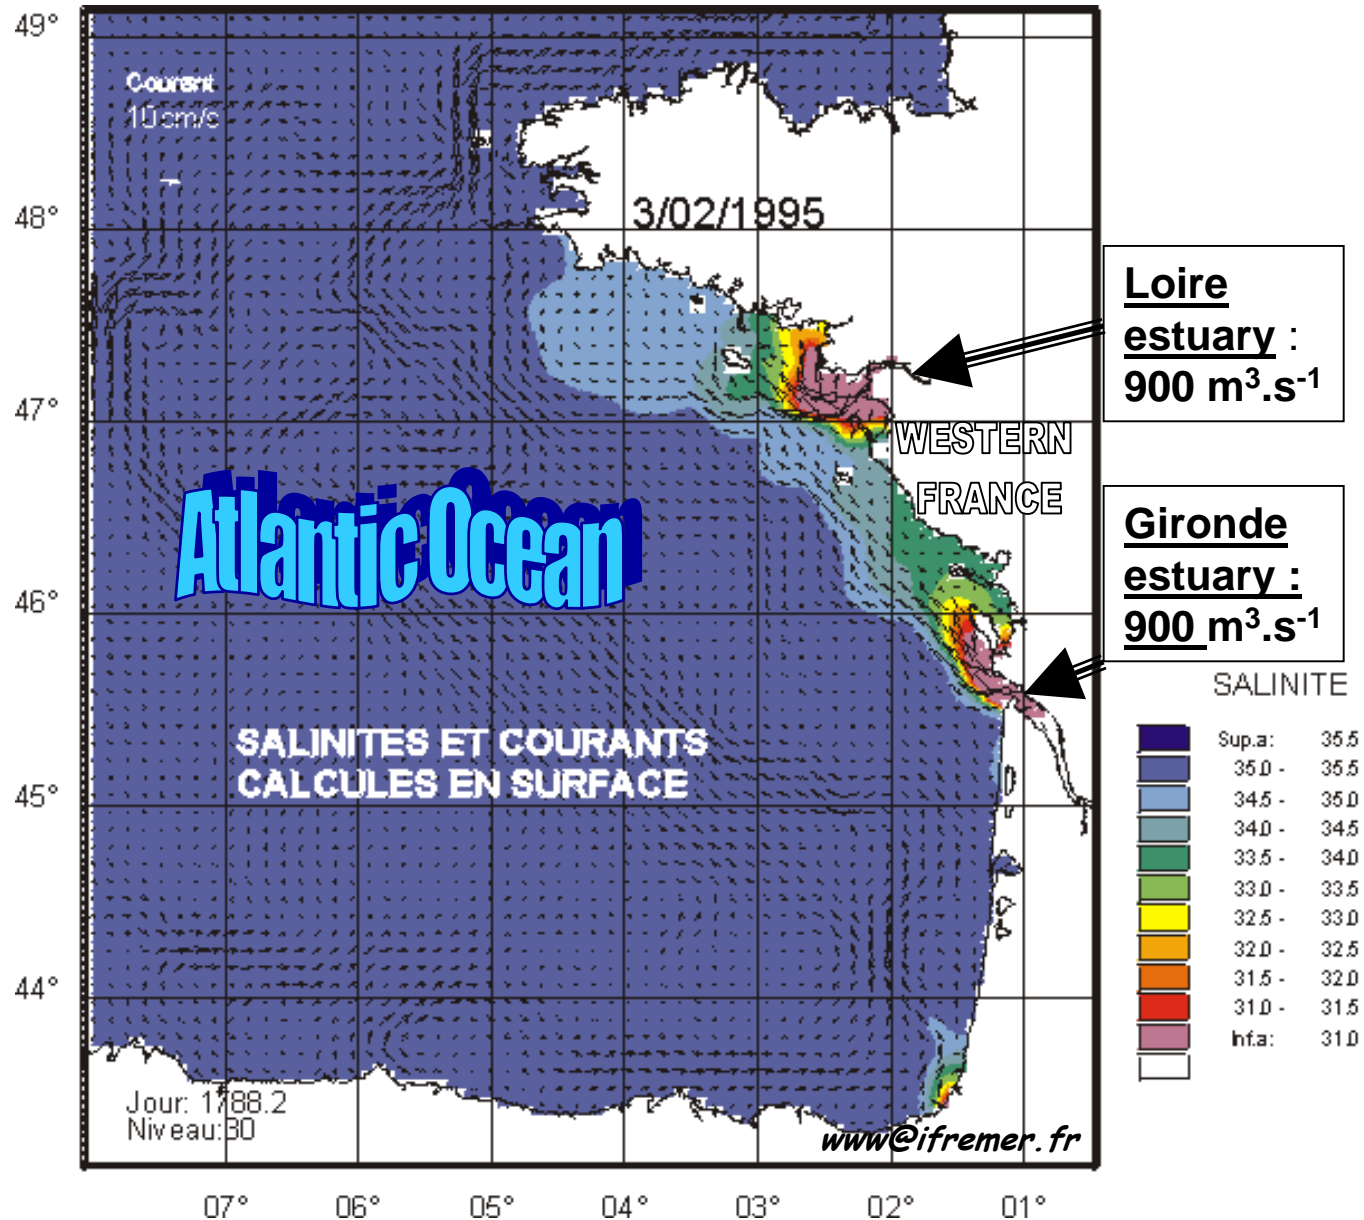 49°
48°
47°
46°
45°
44°
Courant
10 cm/c
3/02/1995
Loire
estuary :
900 m³.s⁻¹
WESTERN
FRANCE
Atlantic Ocean
Gironde
estuary :
900 m³.s⁻¹
SALINITES ET COURANTS
CALCULES EN SURFACE
SALINITE
Sup.a: 35.5
35.0 - 35.5
34.5 - 35.0
34.0 - 34.5
33.5 - 34.0
33.0 - 33.5
32.5 - 33.0
32.0 - 32.5
31.5 - 32.0
31.0 - 31.5
Inf.a: 31.0
Jour: 1788.2
Niveau:30
www@ifremer.fr
07° 06° 05° 04° 03° 02° 01°